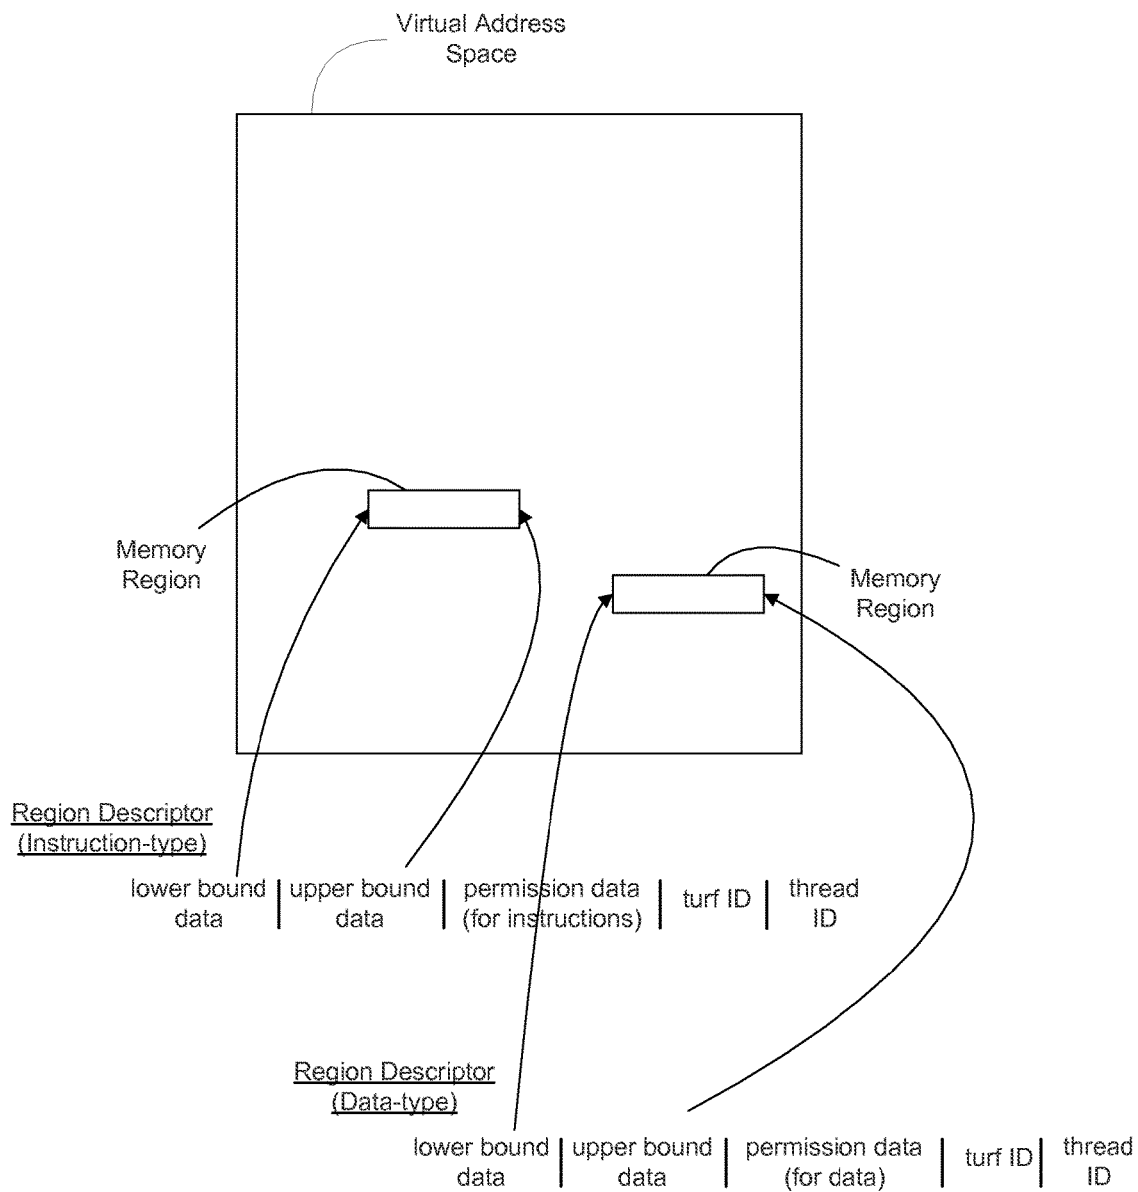 Virtual Address
Space
Memory
Region
Memory
Region
Region Descriptor
(Instruction-type)
lower bound
data
upper bound
data
permission data
(for instructions)
turf ID
thread
ID
Region Descriptor
(Data-type)
lower bound
data
upper bound
data
permission data
(for data)
turf ID
thread
ID